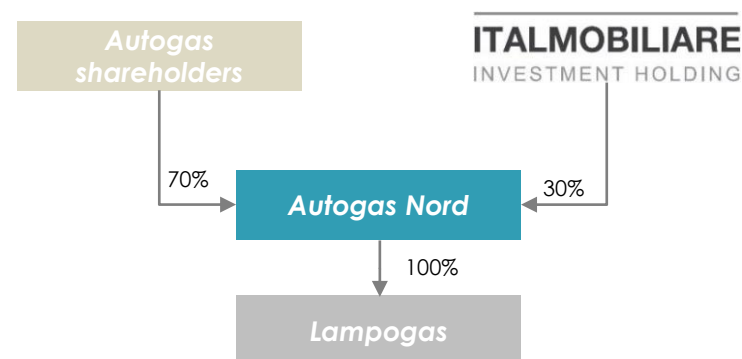 Autogas
shareholders
ITALMOBILIARE
INVESTMENT HOLDING
70%
30%
Autogas Nord
100%
Lampogas